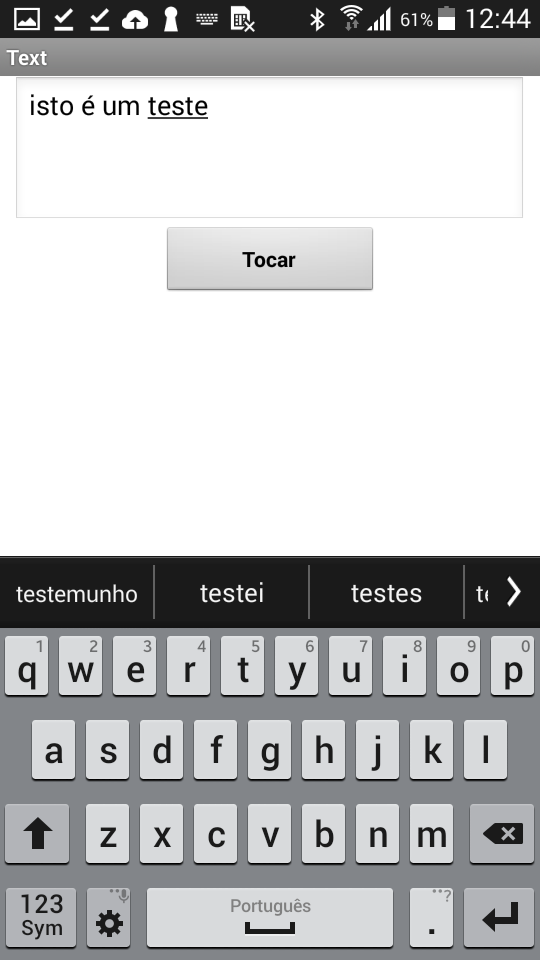 61% 12:44
Text
isto é um teste
Tocar
testemunho testei testes
1 2 3 4 5 6 7 8 9 0
q w e r t y u i o p
a s d f g h j k l
z x c v b n m
123 Português ?
Sym .